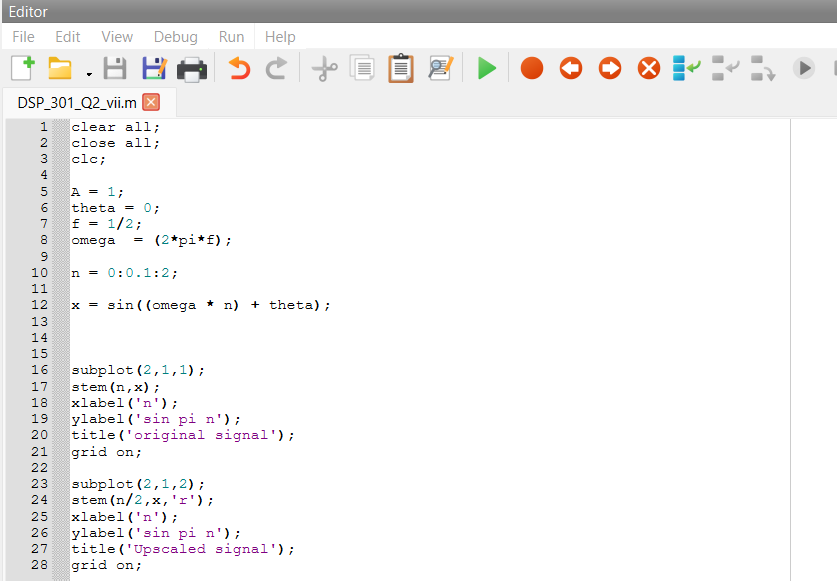 Editor
File Edit View Debug Run Help
DSP_301_Q2_vii.m
1 clear all;
2 close all;
3 clc;
4
5 A = 1;
6 theta = 0;
7 f = 1/2;
8 omega  = (2*pi*f);
9
10 n = 0:0.1:2;
11
12 x = sin((omega * n) + theta);
13
14
15
16 subplot(2,1,1);
17 stem(n,x);
18 xlabel('n');
19 ylabel('sin pi n');
20 title('original signal');
21 grid on;
22
23 subplot(2,1,2);
24 stem(n/2,x,'r');
25 xlabel('n');
26 ylabel('sin pi n');
27 title('Upscaled signal');
28 grid on;